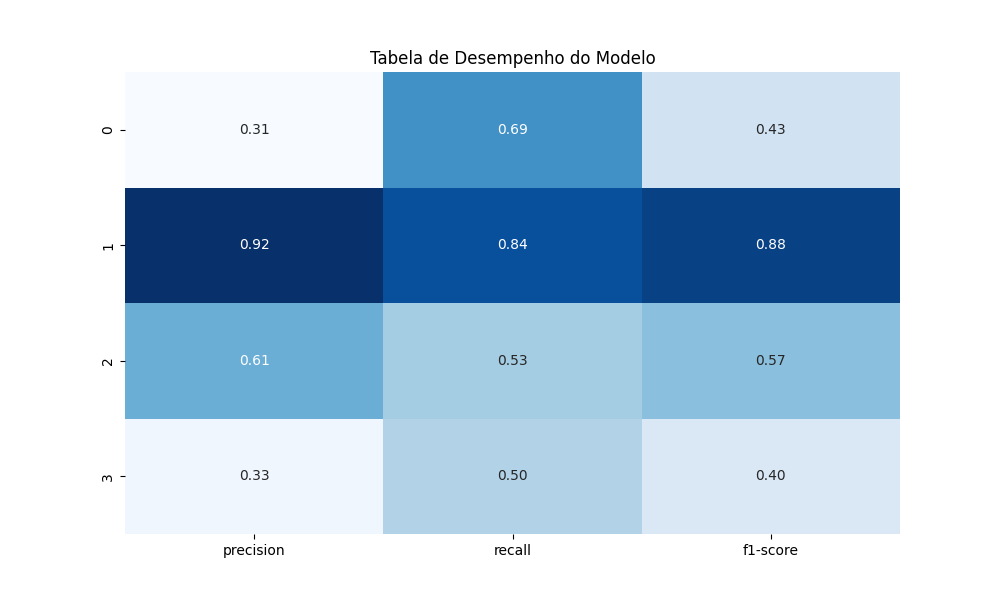 Tabela de Desempenho do Modelo
0 0.31 0.69 0.43
1 0.92 0.84 0.88
2 0.61 0.53 0.57
3 0.33 0.50 0.40
precision recall f1-score